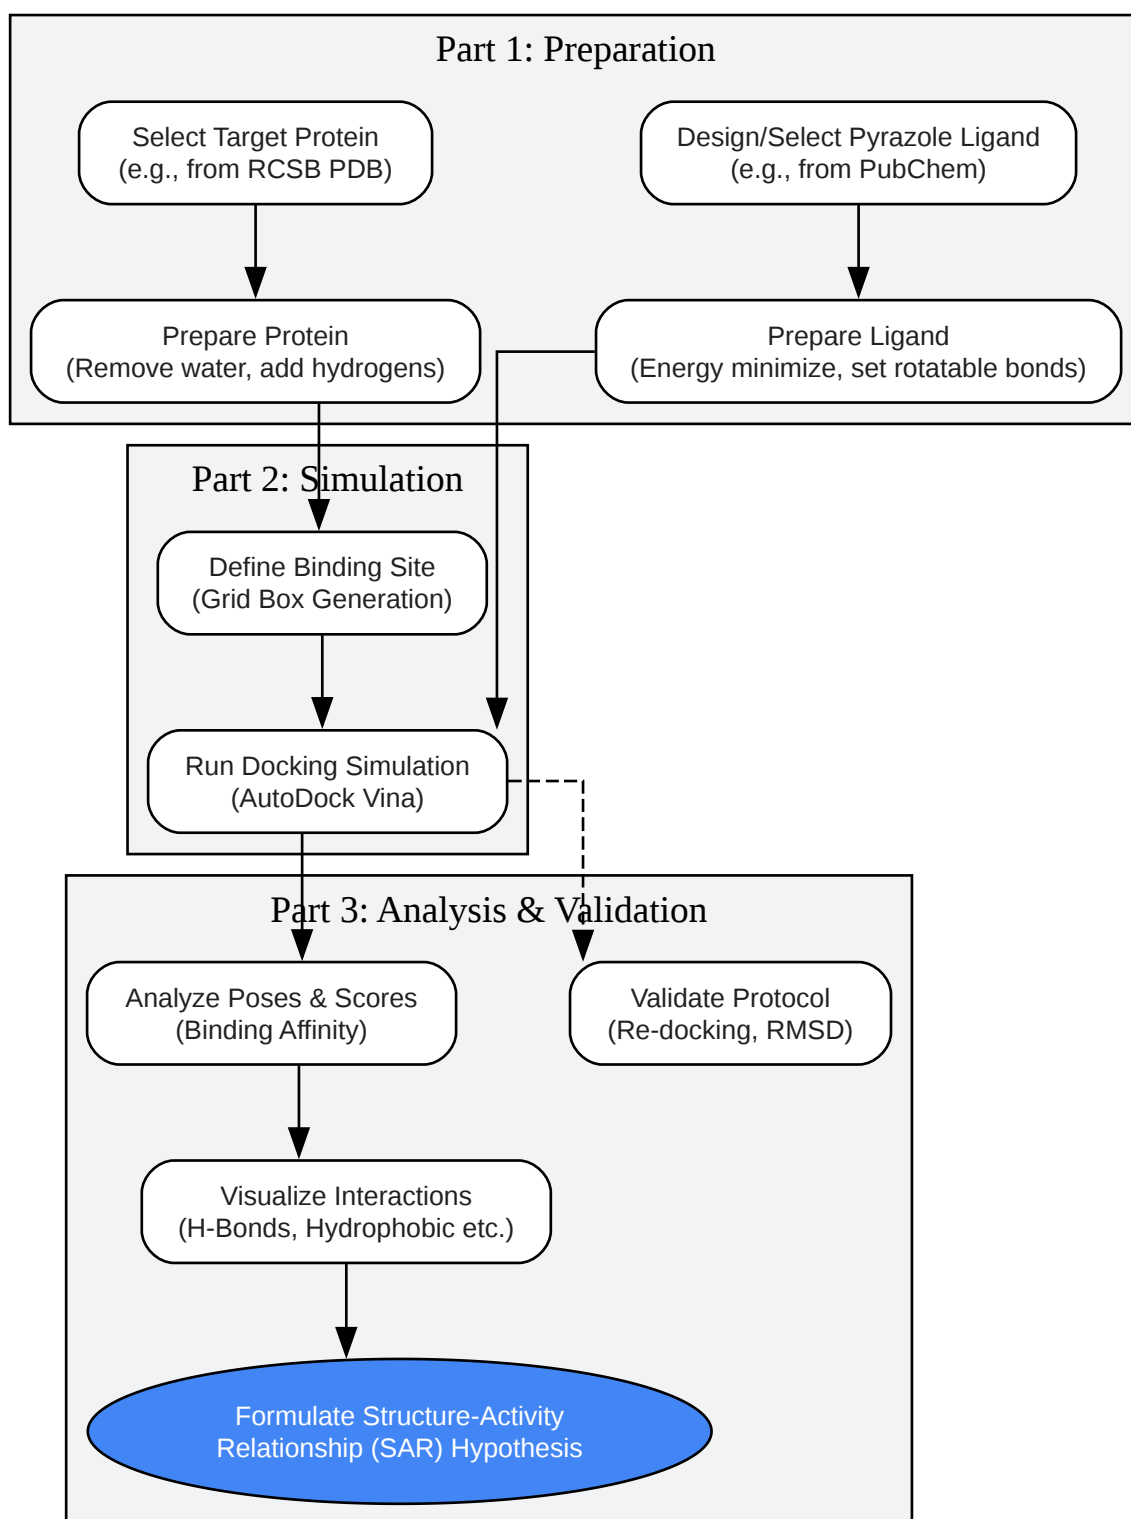 Part 1: Preparation
Select Target Protein
(e.g., from RCSB PDB)
Design/Select Pyrazole Ligand
(e.g., from PubChem)
Prepare Protein
(Remove water, add hydrogens)
Prepare Ligand
(Energy minimize, set rotatable bonds)
Part 2: Simulation
Define Binding Site
(Grid Box Generation)
Run Docking Simulation
(AutoDock Vina)
Part 3: Analysis & Validation
Analyze Poses & Scores
(Binding Affinity)
Validate Protocol
(Re-docking, RMSD)
Visualize Interactions
(H-Bonds, Hydrophobic etc.)
Formulate Structure-Activity
Relationship (SAR) Hypothesis